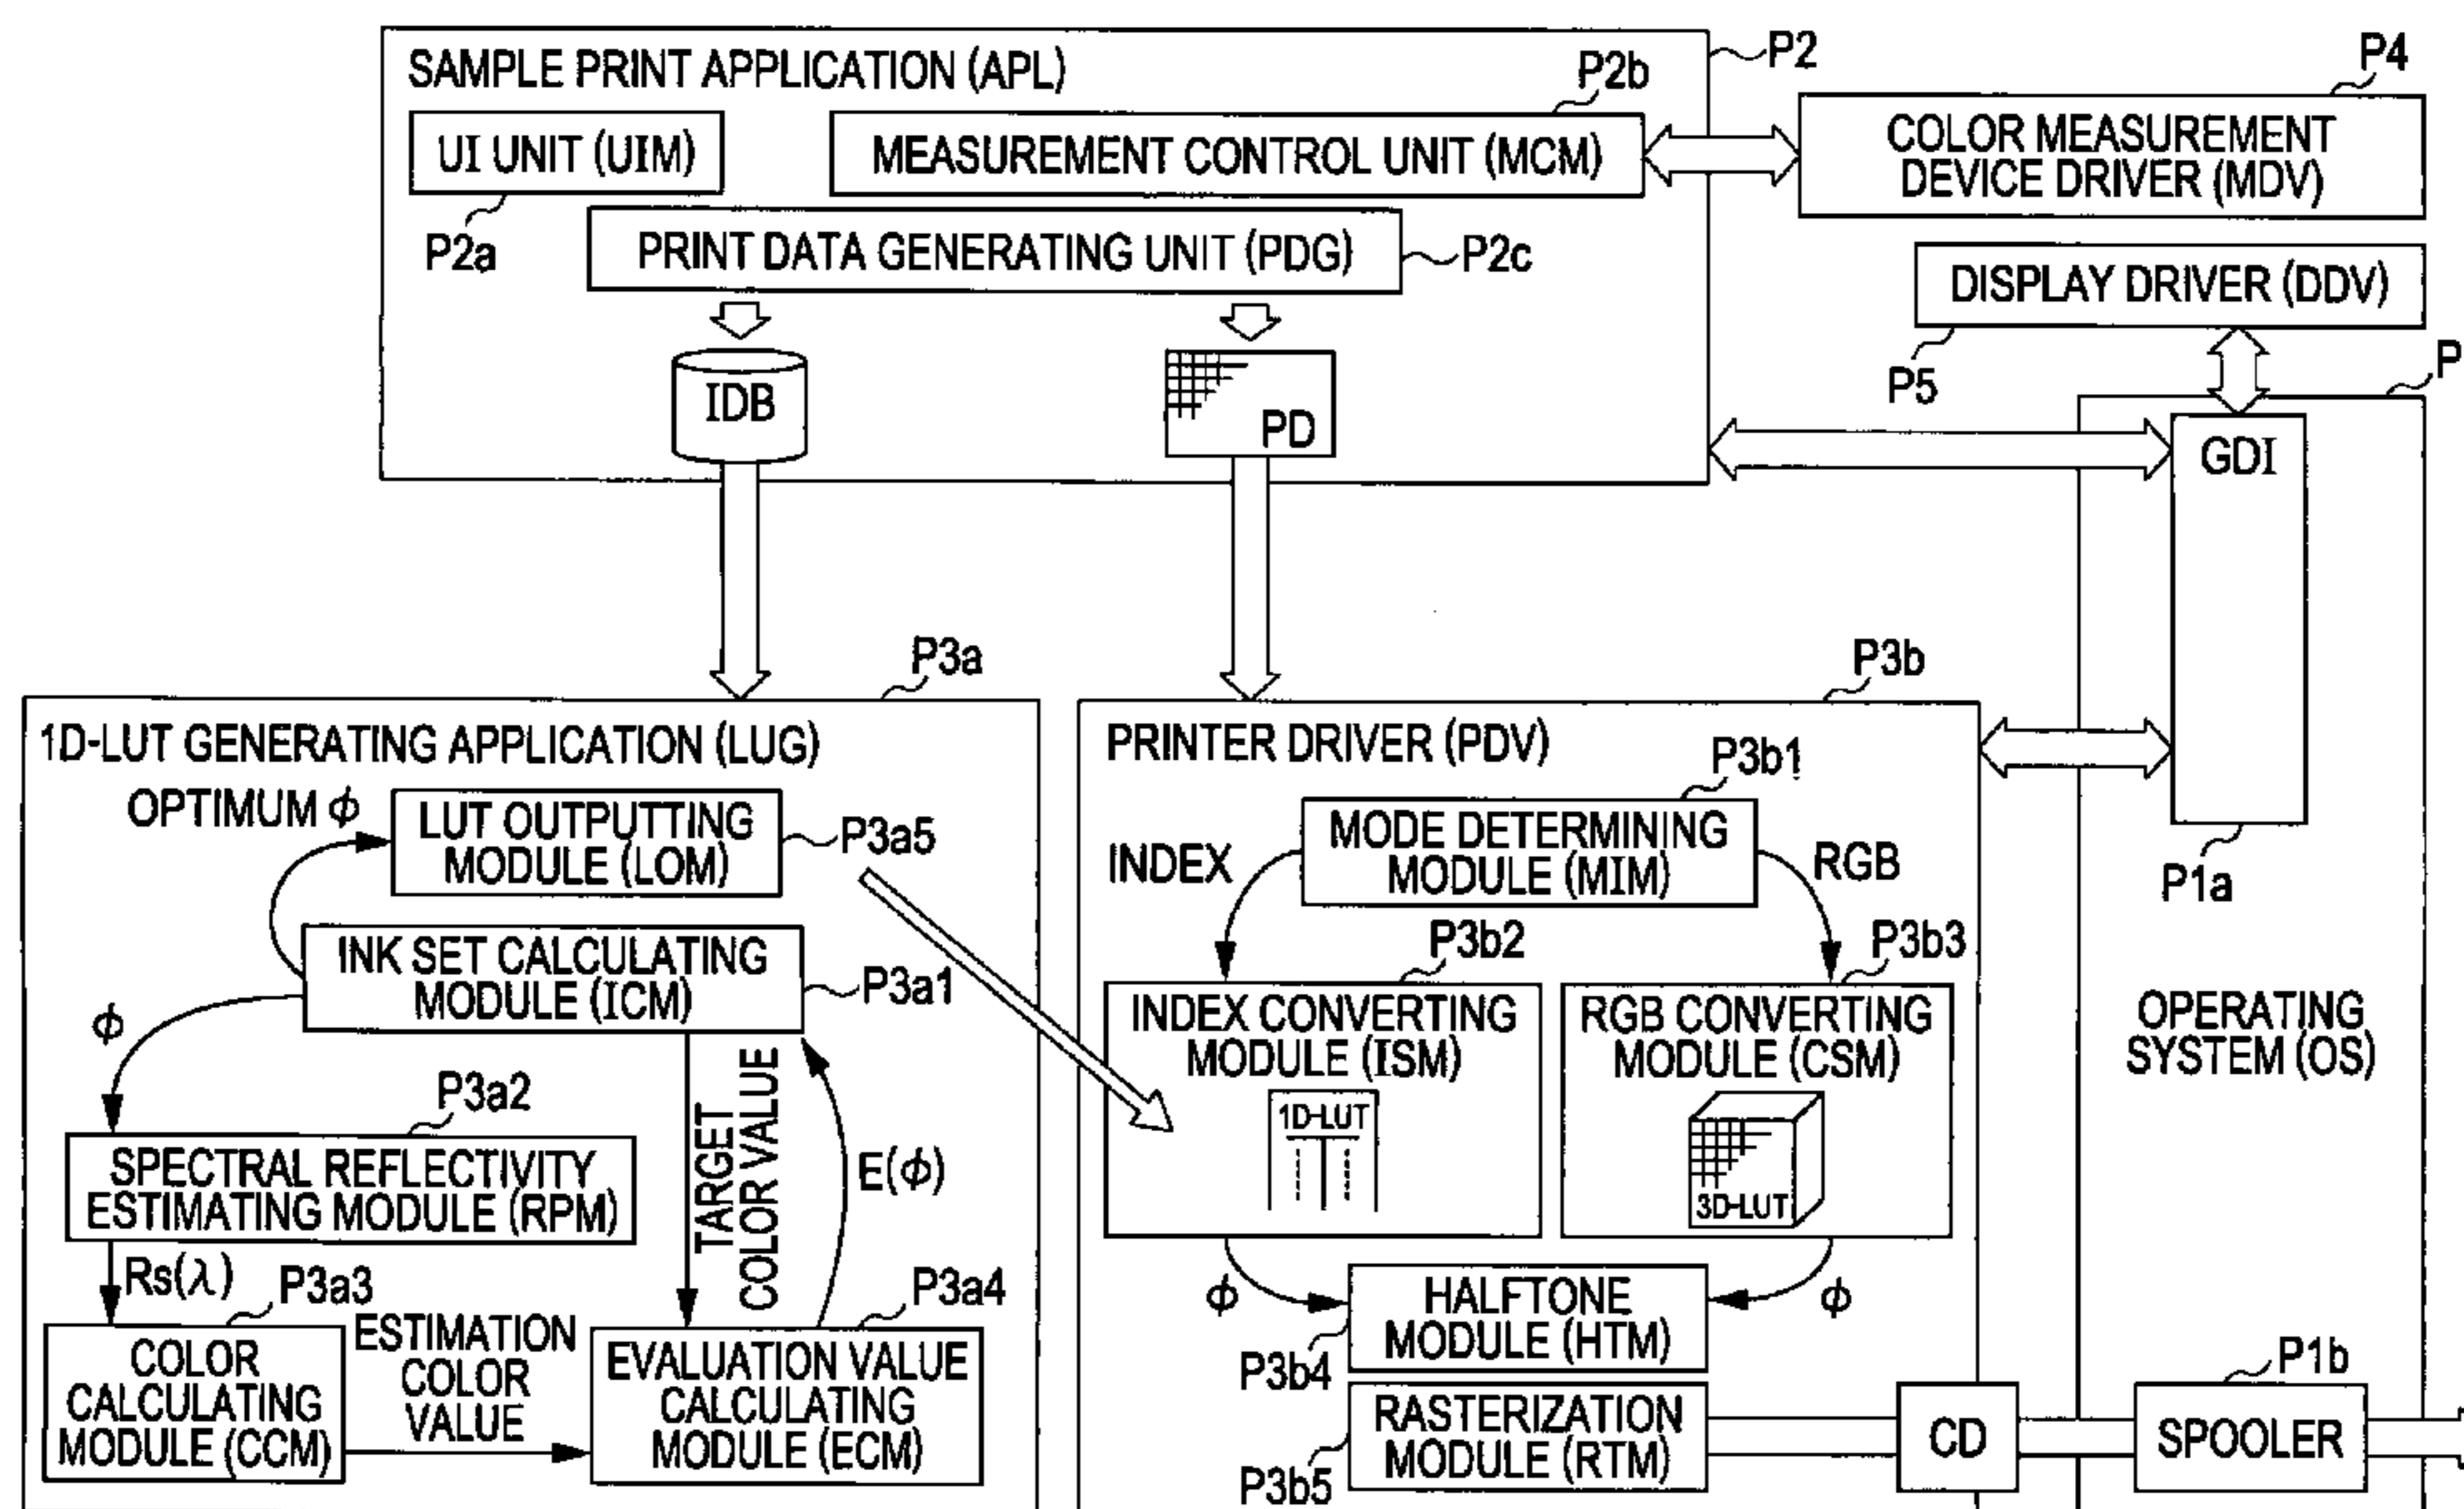 SAMPLE PRINT APPLICATION (APL)
P2
P2b
P4
UI UNIT (UIM)
MEASUREMENT CONTROL UNIT (MCM)
COLOR MEASUREMENT
DEVICE DRIVER (MDV)
P2a
PRINT DATA GENERATING UNIT (PDG)
P2c
DISPLAY DRIVER (DDV)
P5
IDB
PD
GDI
P1a
P3a
1D-LUT GENERATING APPLICATION (LUG)
OPTIMUM ϕ
LUT OUTPUTTING
MODULE (LOM)
P3a5
INK SET CALCULATING
MODULE (ICM)
P3a1
ϕ
P3a2
SPECTRAL REFLECTIVITY
ESTIMATING MODULE (RPM)
TARGET
COLOR VALUE
E(ϕ)
Rs(λ)
P3a3
COLOR
CALCULATING
MODULE (CCM)
ESTIMATION
COLOR
VALUE
P3a4
EVALUATION VALUE
CALCULATING
MODULE (ECM)
P3b
PRINTER DRIVER (PDV)
P3b1
MODE DETERMINING
MODULE (MIM)
INDEX
RGB
P3b2
INDEX CONVERTING
MODULE (ISM)
1D-LUT
P3b3
RGB CONVERTING
MODULE (CSM)
3D-LUT
ϕ
ϕ
HALFTONE
MODULE (HTM)
P3b4
RASTERIZATION
MODULE (RTM)
P3b5
CD
OPERATING
SYSTEM (OS)
P1b
SPOOLER